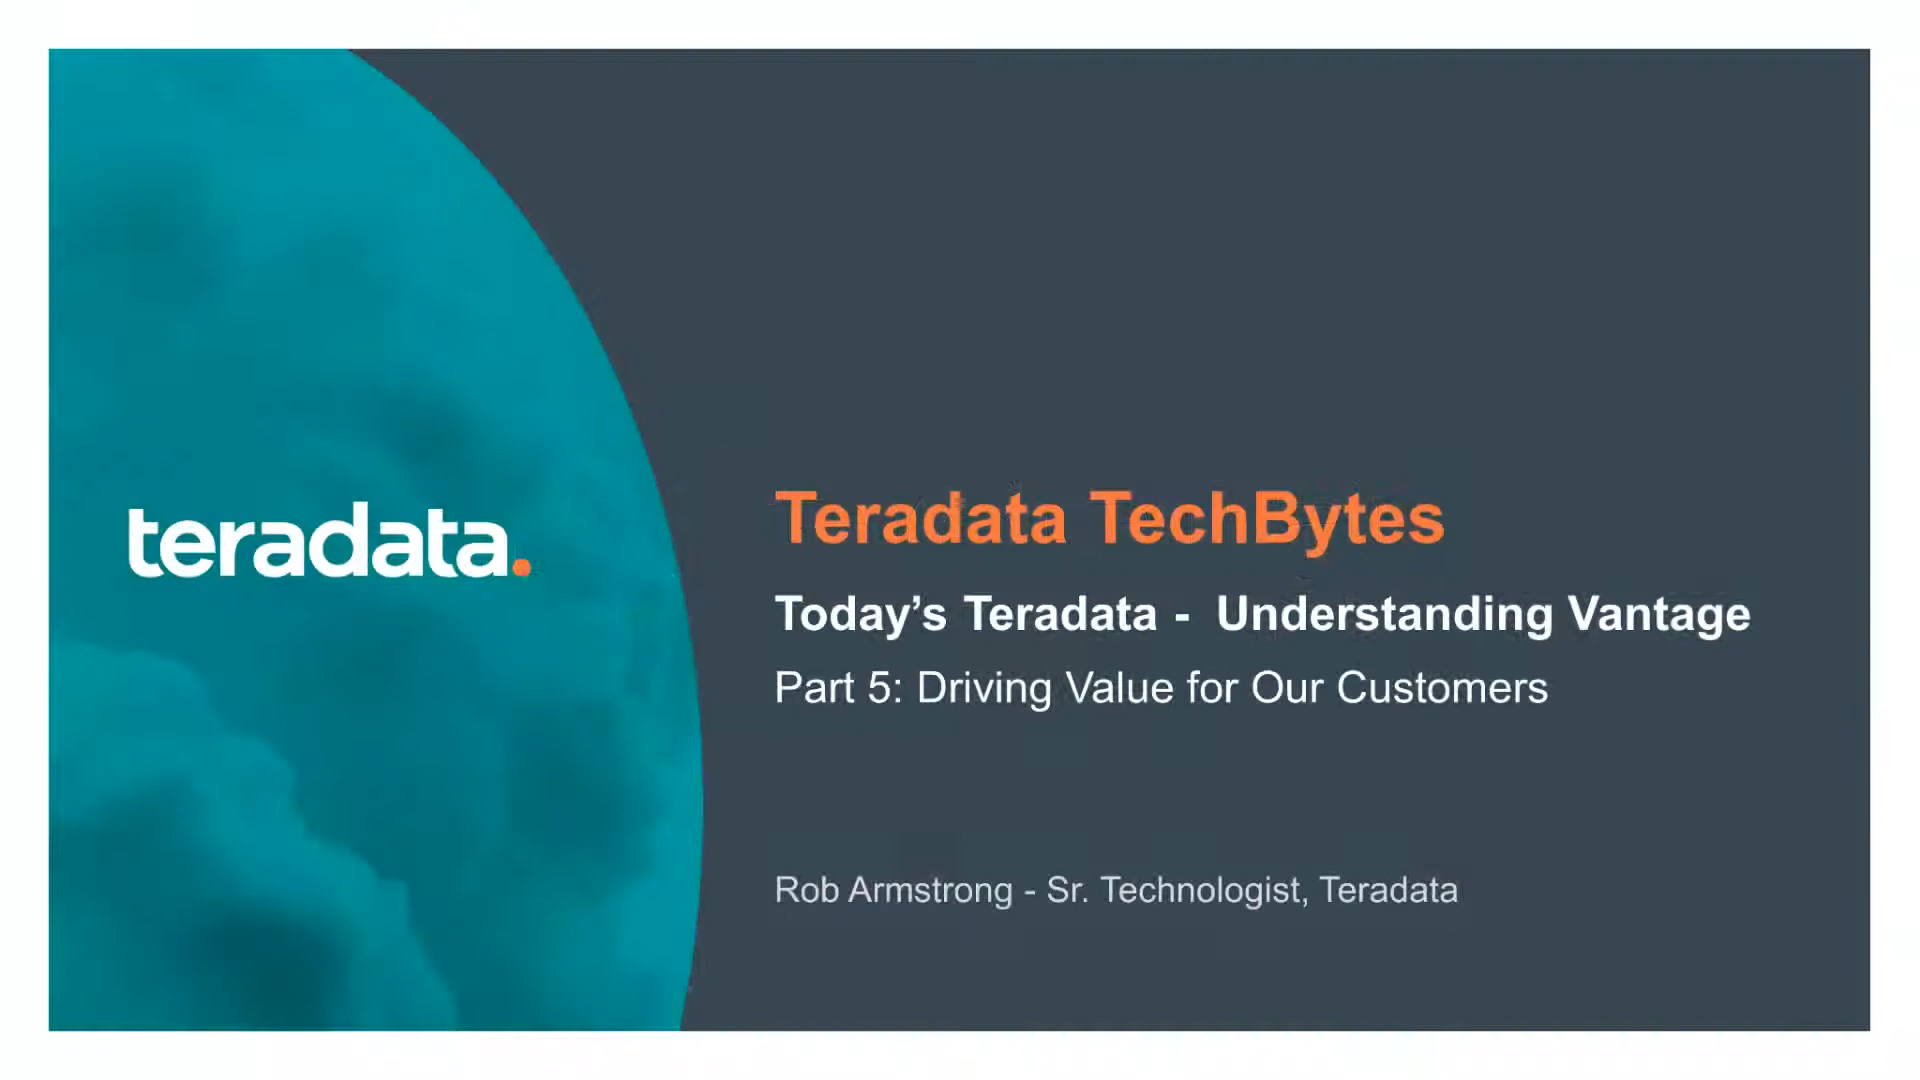 teradata.
Teradata TechBytes
Today’s Teradata - Understanding Vantage
Part 5: Driving Value for Our Customers
Rob Armstrong - Sr. Technologist, Teradata